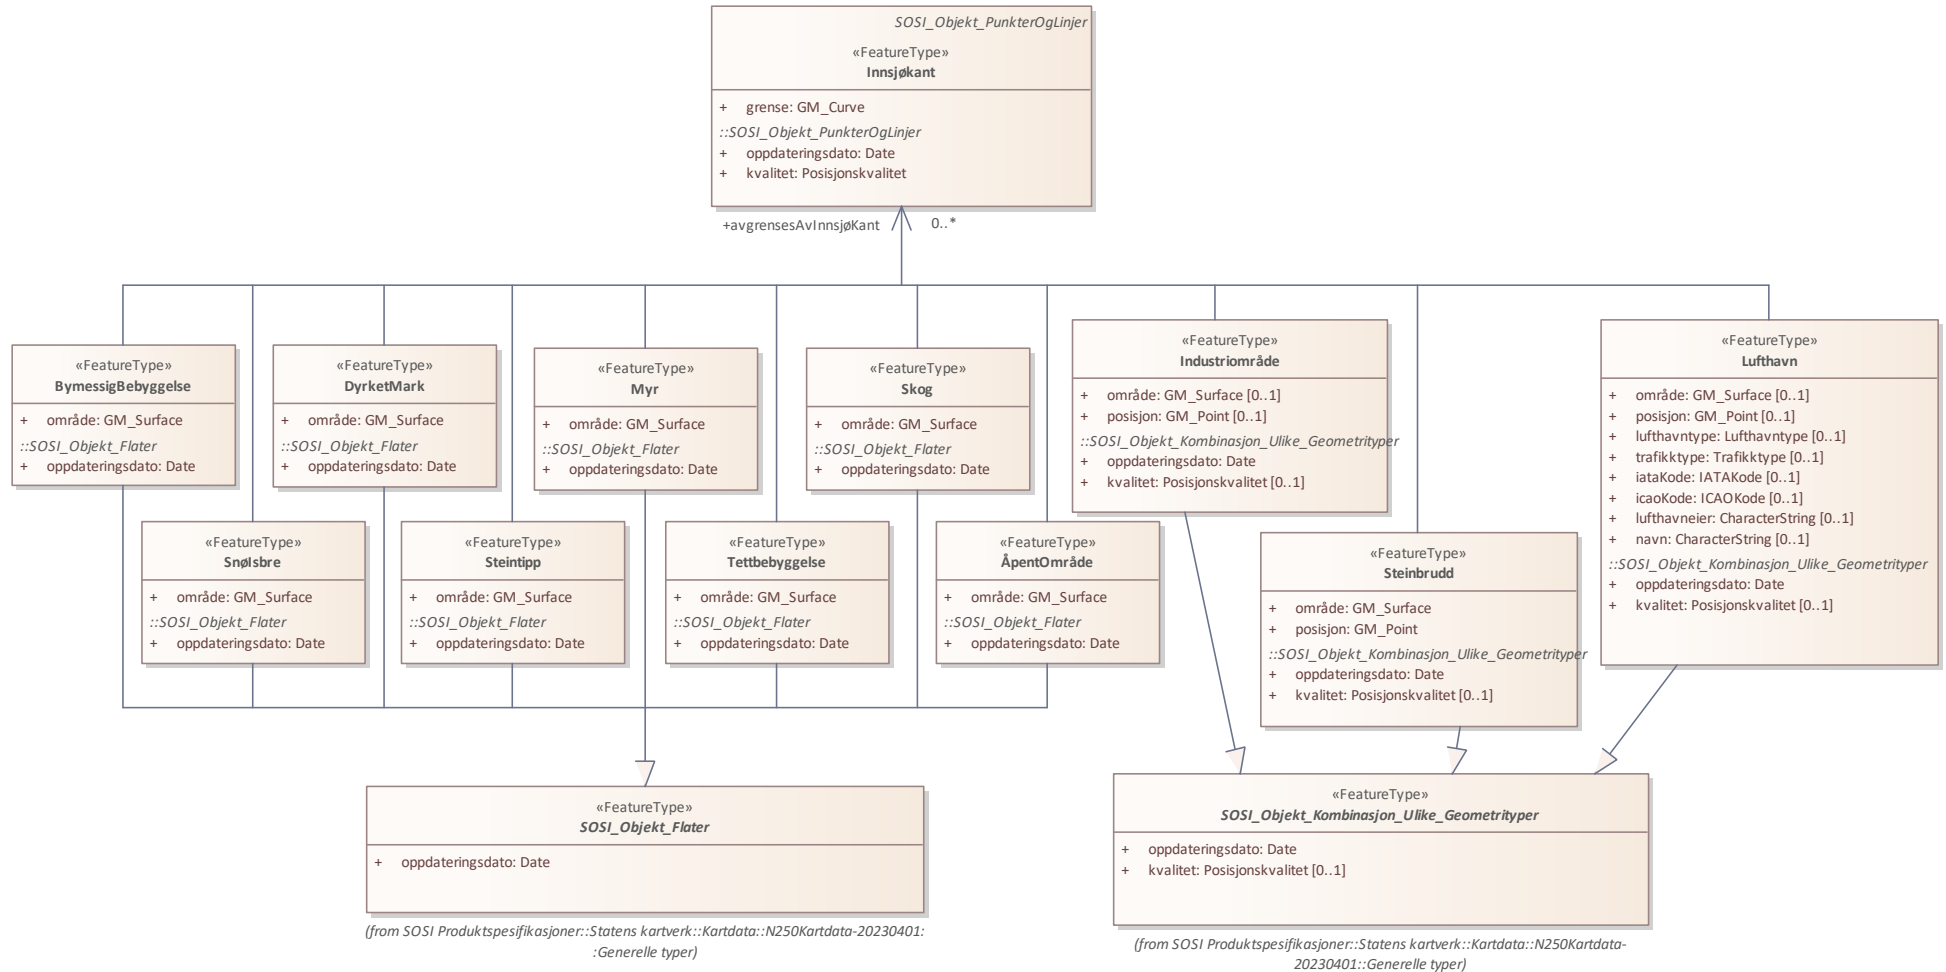 SOSI_Objekt_PunkterOgLinjer
«FeatureType»
Innsjøkant
+ grense: GM_Curve
::SOSI_Objekt_PunkterOgLinjer
+ oppdateringsdato: Date
+ kvalitet: Posisjonskvalitet
+avgrensesAvInnsjøKant 0..*
«FeatureType»
BymessigBebyggelse
+ område: GM_Surface
::SOSI_Objekt_Flater
+ oppdateringsdato: Date
«FeatureType»
DyrketMark
+ område: GM_Surface
::SOSI_Objekt_Flater
+ oppdateringsdato: Date
«FeatureType»
Myr
+ område: GM_Surface
::SOSI_Objekt_Flater
+ oppdateringsdato: Date
«FeatureType»
Skog
+ område: GM_Surface
::SOSI_Objekt_Flater
+ oppdateringsdato: Date
«FeatureType»
Industriområde
+ område: GM_Surface [0..1]
+ posisjon: GM_Point [0..1]
::SOSI_Objekt_Kombinasjon_Ulike_Geometrityper
+ oppdateringsdato: Date
+ kvalitet: Posisjonskvalitet [0..1]
«FeatureType»
Lufthavn
+ område: GM_Surface [0..1]
+ posisjon: GM_Point [0..1]
+ lufthavntype: Lufthavntype [0..1]
+ trafikktype: Trafikktype [0..1]
+ iataKode: IATAKode [0..1]
+ icaoKode: ICAOKode [0..1]
+ lufthavneier: CharacterString [0..1]
+ navn: CharacterString [0..1]
::SOSI_Objekt_Kombinasjon_Ulike_Geometrityper
+ oppdateringsdato: Date
+ kvalitet: Posisjonskvalitet [0..1]
«FeatureType»
SnøIsbre
+ område: GM_Surface
::SOSI_Objekt_Flater
+ oppdateringsdato: Date
«FeatureType»
Steintipp
+ område: GM_Surface
::SOSI_Objekt_Flater
+ oppdateringsdato: Date
«FeatureType»
Tettbebyggelse
+ område: GM_Surface
::SOSI_Objekt_Flater
+ oppdateringsdato: Date
«FeatureType»
ÅpentOmråde
+ område: GM_Surface
::SOSI_Objekt_Flater
+ oppdateringsdato: Date
«FeatureType»
Steinbrudd
+ område: GM_Surface
+ posisjon: GM_Point
::SOSI_Objekt_Kombinasjon_Ulike_Geometrityper
+ oppdateringsdato: Date
+ kvalitet: Posisjonskvalitet [0..1]
«FeatureType»
SOSI_Objekt_Flater
+ oppdateringsdato: Date
(from SOSI Produktspesifikasjoner::Statens kartverk::Kartdata::N250Kartdata-20230401:
:Generelle typer)
«FeatureType»
SOSI_Objekt_Kombinasjon_Ulike_Geometrityper
+ oppdateringsdato: Date
+ kvalitet: Posisjonskvalitet [0..1]
(from SOSI Produktspesifikasjoner::Statens kartverk::Kartdata::N250Kartdata-
20230401::Generelle typer)